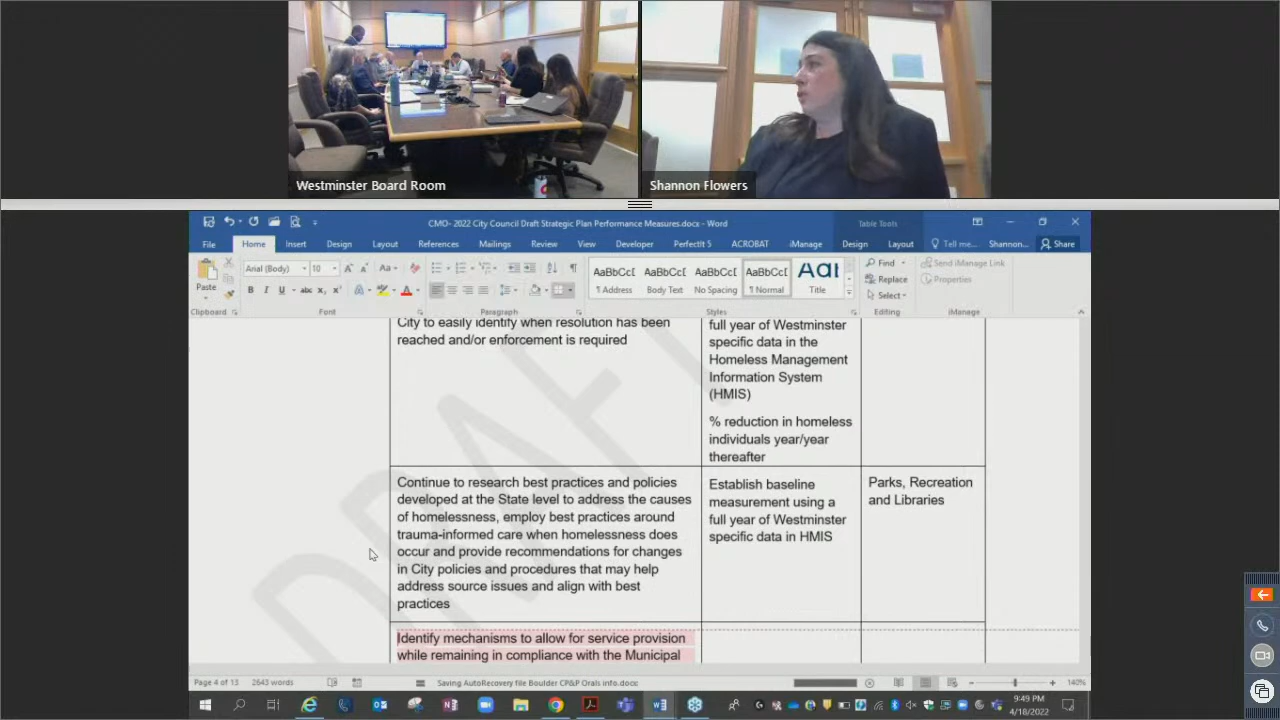 Westminster Board Room
Shannon Flowers
CMO- 2022 City Council Draft Strategic Plan Performance Measures.docs - Word
Table Tools
File Home Insert Design Layout References Mailings Review View Developer PerfectIt 5 ACROBAT iManage Design Layout Tell me... Shannon... Share
Paste
Arial (Body) 10
AaBbCcI AaBbCcI AaBbCcI AaBbCcI AaI
¶ Address Body Text No Spacing ¶ Normal Title
Find
Replace
Select
Send iManage Link
Properties
Clipboard Font Paragraph Styles Editing iManage
City to easily identify when resolution has been
reached and/or enforcement is required
full year of Westminster
specific data in the
Homeless Management
Information System
(HMIS)
% reduction in homeless
individuals year/year
thereafter
Continue to research best practices and policies
developed at the State level to address the causes
of homelessness, employ best practices around
trauma-informed care when homelessness does
occur and provide recommendations for changes
in City policies and procedures that may help
address source issues and align with best
practices
Establish baseline
measurement using a
full year of Westminster
specific data in HMIS
Parks, Recreation
and Libraries
Identify mechanisms to allow for service provision
while remaining in compliance with the Municipal
DRAFT
Page 4 of 13 2643 words Saving AutoRecovery file Boulder CP&P Orals info.docx: 140%
9:49 PM
4/18/2022